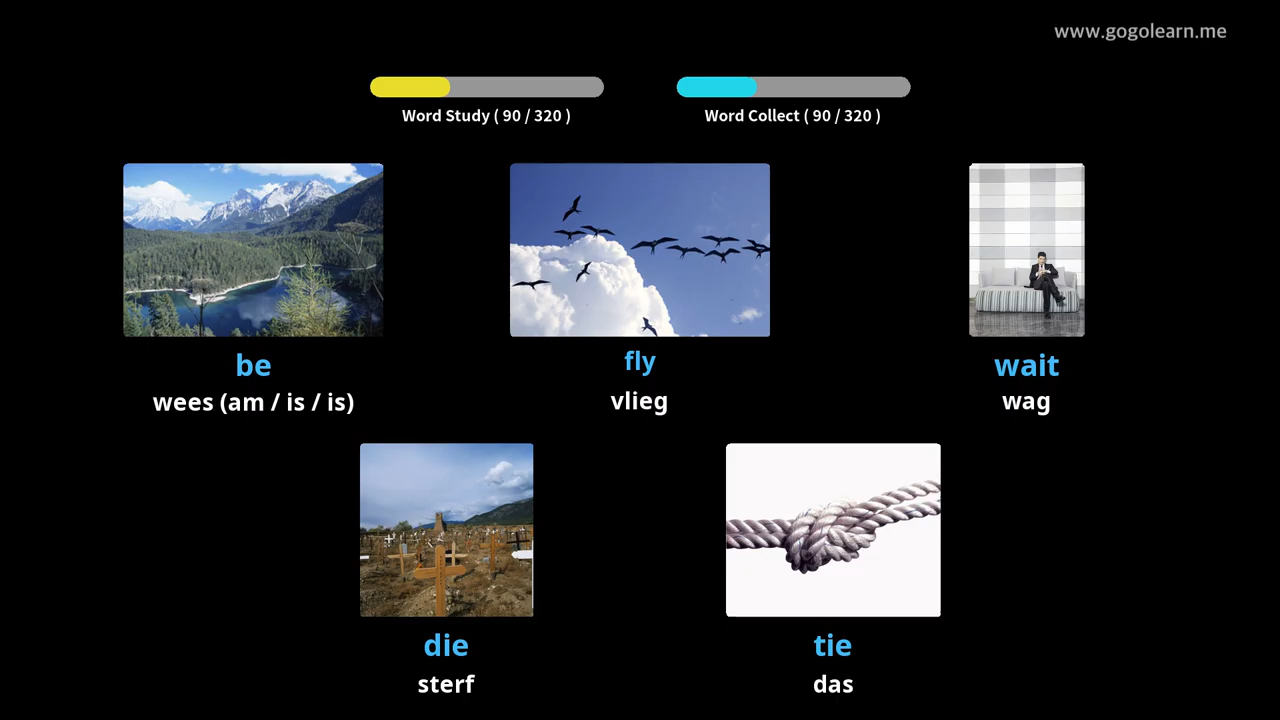 www.gogolearn.me
Word Study ( 90 / 320 )
Word Collect ( 90 / 320 )
be
wees (am / is / is)
fly
vlieg
wait
wag
die
sterf
tie
das